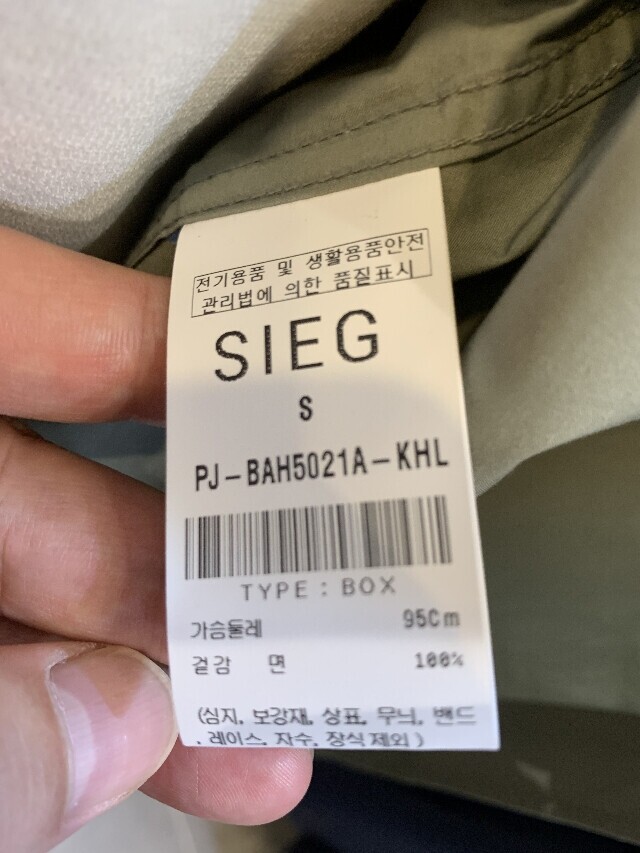 전기용품 및 생활용품안전
관리법에 의한 품질표시
SIEG
S
PJ-BAH5021A-KHL
TYPE : BOX
가슴둘레 95Cm
겉감 면 100%
(심지, 보강재, 상표, 무늬, 밴드
, 레이스, 자수, 장식 제외)